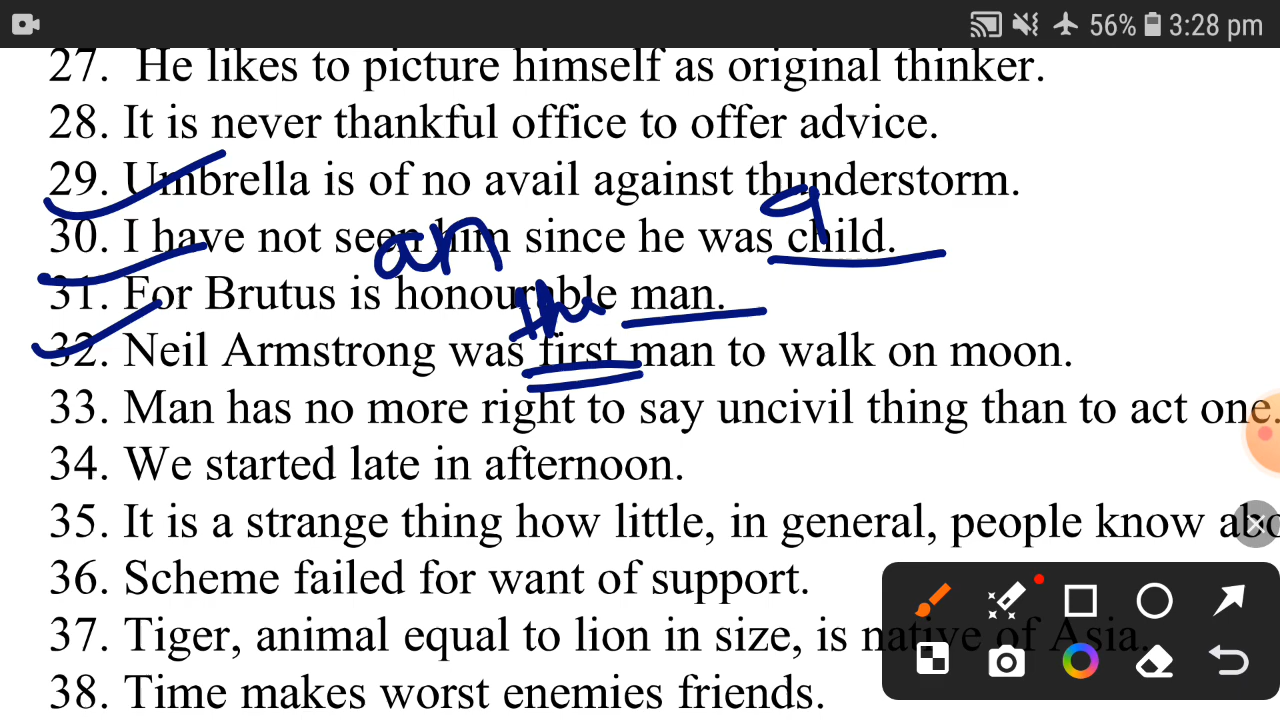 56% 3:28 pm
27. He likes to picture himself as original thinker.
28. It is never thankful office to offer advice.
29. Umbrella is of no avail against thunderstorm.
a
30. I have not seen him since he was child.
an
31. For Brutus is honourable man.
the
32. Neil Armstrong was first man to walk on moon.
33. Man has no more right to say uncivil thing than to act one.
34. We started late in afternoon.
35. It is a strange thing how little, in general, people know
36. Scheme failed for want of support.
37. Tiger, animal equal to lion in size, is native of Asia.
38. Time makes worst enemies friends.